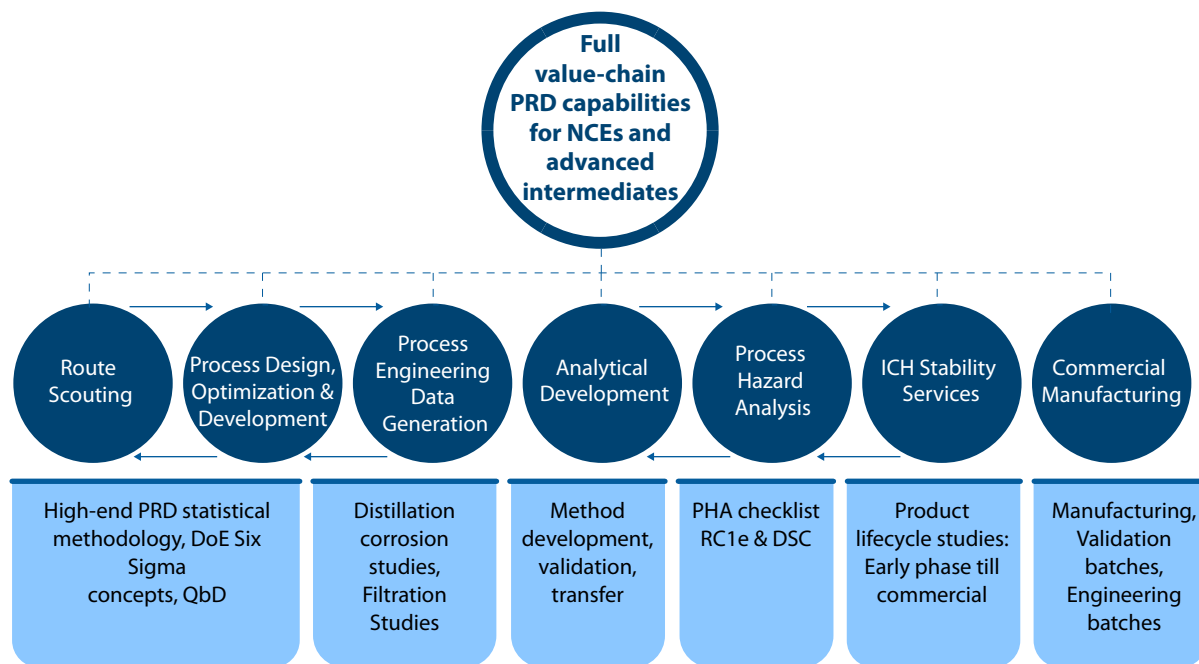 Full
value-chain
PRD capabilities
for NCEs and
advanced
intermediates
Route
Scouting
Process Design,
Optimization &
Development
Process
Engineering
Data
Generation
Analytical
Development
Process
Hazard
Analysis
ICH Stability
Services
Commercial
Manufacturing
High-end PRD statistical
methodology, DoE Six
Sigma
concepts, QbD
Distillation
corrosion
studies,
Filtration
Studies
Method
development,
validation,
transfer
PHA checklist
RC1e & DSC
Product
lifecycle studies:
Early phase till
commercial
Manufacturing,
Validation
batches,
Engineering
batches